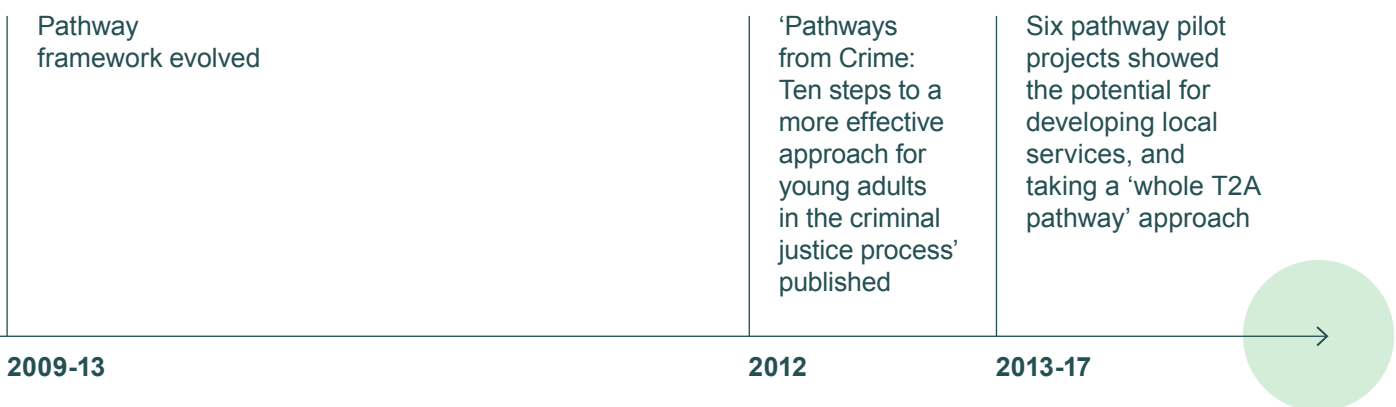 Pathway
framework evolved
‘Pathways
from Crime:
Ten steps to a
more effective
approach for
young adults
in the criminal
justice process’
published
Six pathway pilot
projects showed
the potential for
developing local
services, and
taking a ‘whole T2A
pathway’ approach
2009-13
2012
2013-17